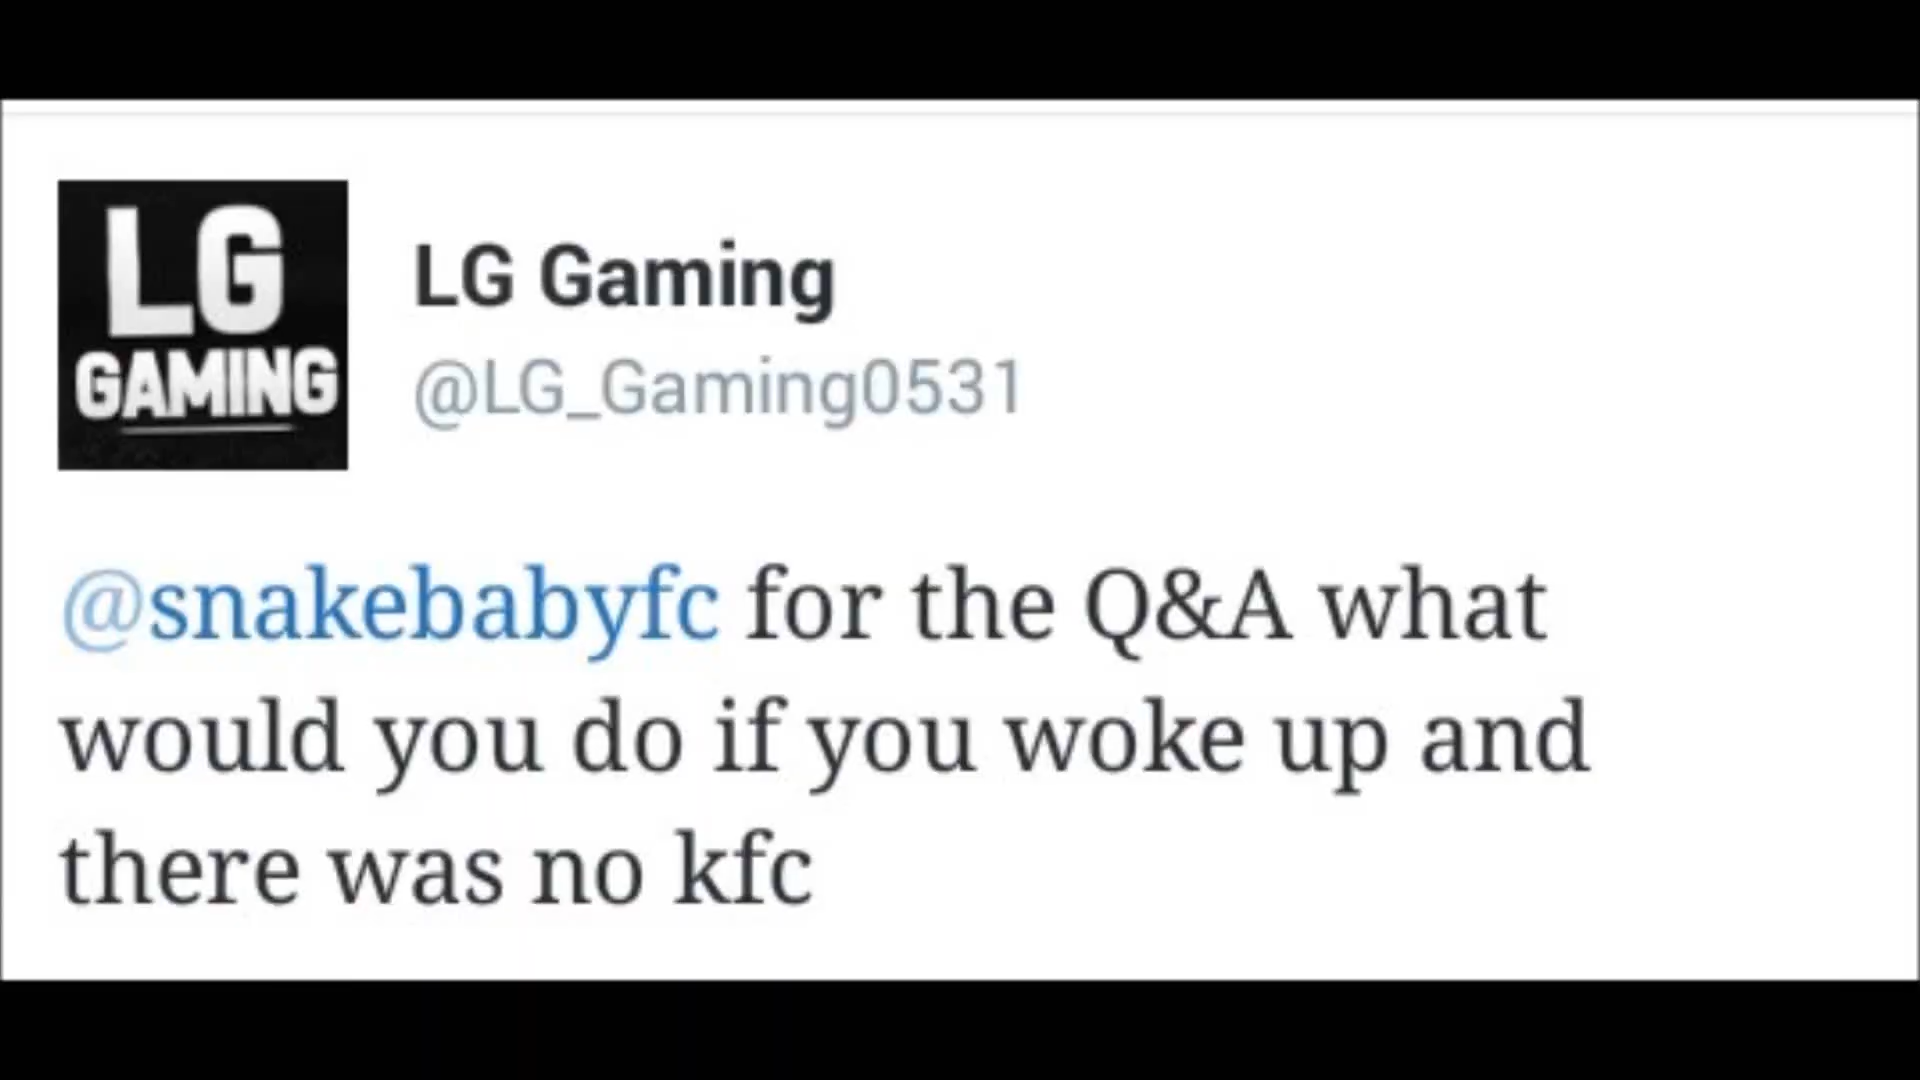 LG
GAMING
LG Gaming
@LG_Gaming0531
@snakebabyfc for the Q&A what
would you do if you woke up and
there was no kfc